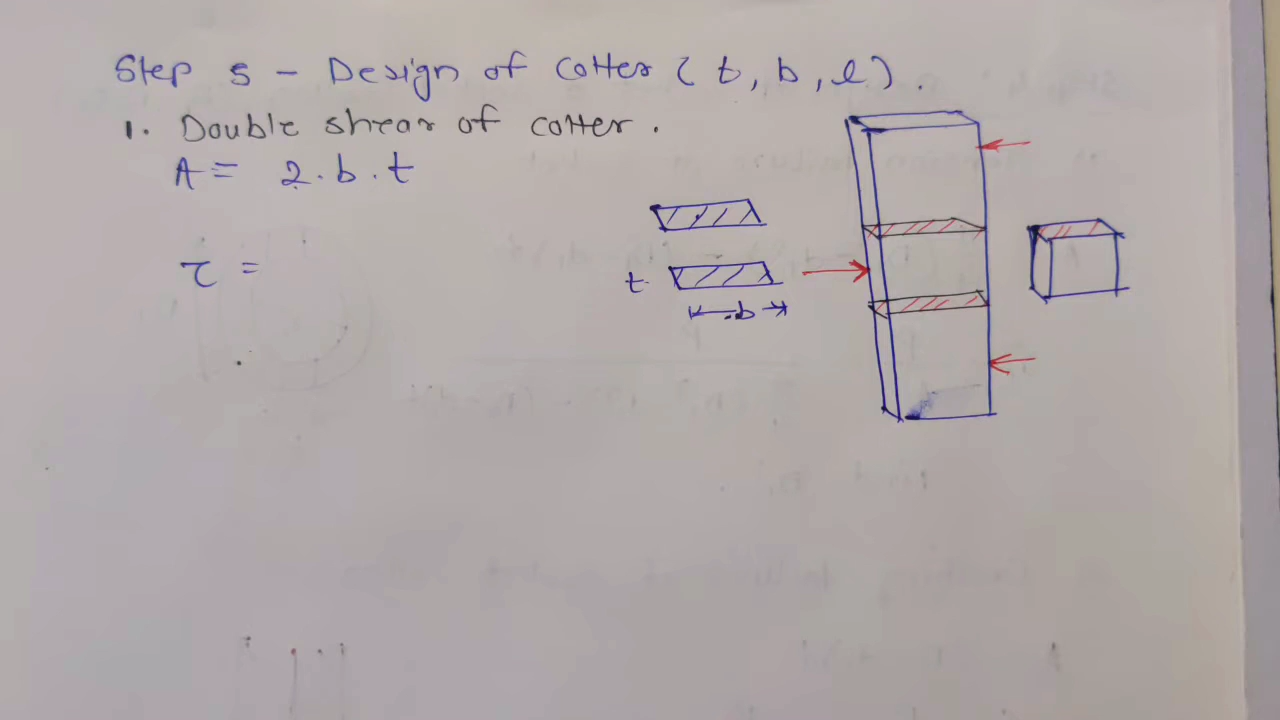 Step 5 - Design of cotter (t, b, l).
1. Double shear of cotter.
A = 2.b.t
τ =
t
b